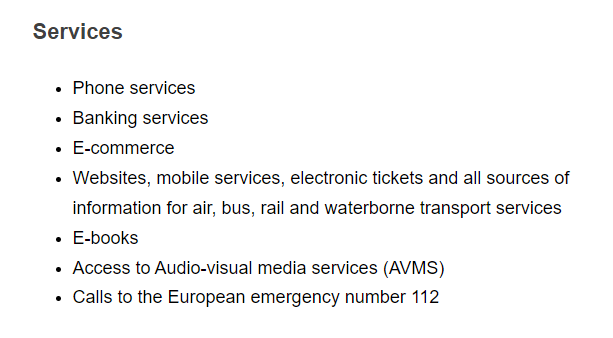 Services
• Phone services
• Banking services
• E-commerce
• Websites, mobile services, electronic tickets and all sources of
information for air, bus, rail and waterborne transport services
• E-books
• Access to Audio-visual media services (AVMS)
• Calls to the European emergency number 112